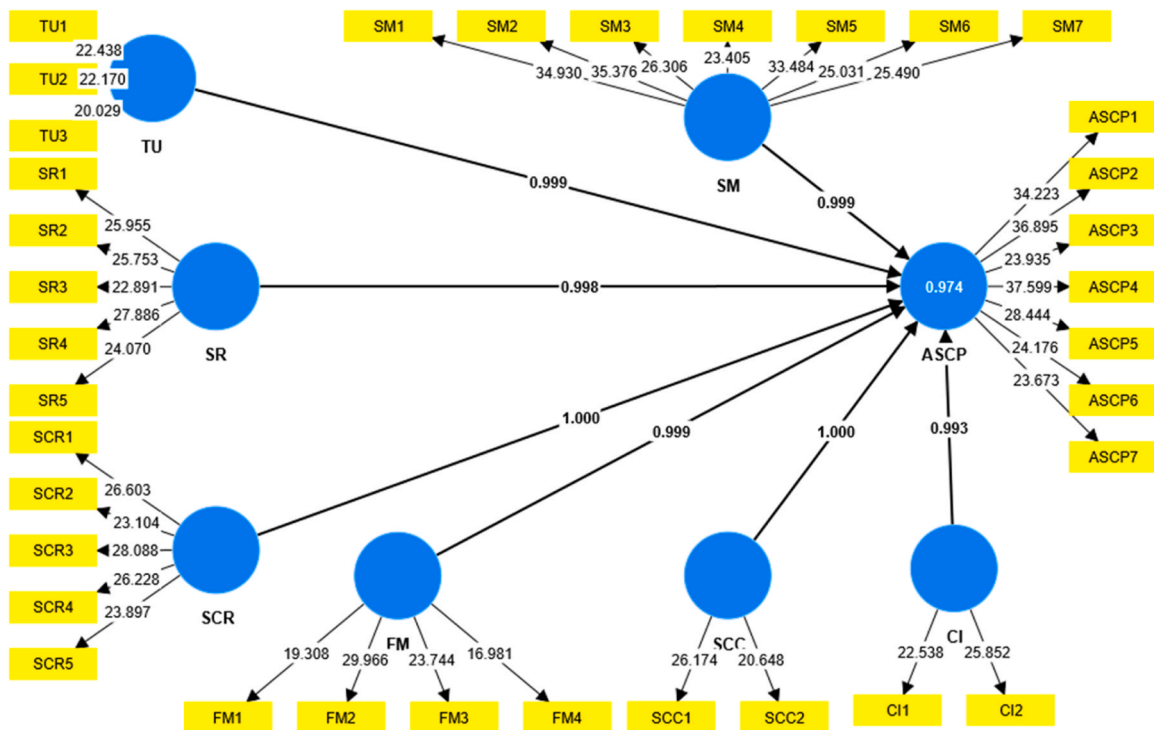 TU1
22.438
TU2
22.170
20.029
TU3
TU
SM1
SM2
SM3
SM4
SM5
SM6
SM7
34.930
35.376
26.306
23.405
33.484
25.031
25.490
SM
SR1
SR2
SR3
SR4
SR5
25.955
25.753
22.891
27.886
24.070
SR
SCR1
SCR2
SCR3
SCR4
SCR5
26.603
23.104
28.088
26.228
23.897
SCR
0.999
0.999
0.998
1.000
0.999
1.000
0.993
0.974
ASCP
34.223
36.895
23.935
37.599
28.444
24.176
23.673
ASCP1
ASCP2
ASCP3
ASCP4
ASCP5
ASCP6
ASCP7
FM
19.308
29.966
23.744
16.981
FM1
FM2
FM3
FM4
SCC
26.174
20.648
SCC1
SCC2
CI
22.538
25.852
CI1
CI2